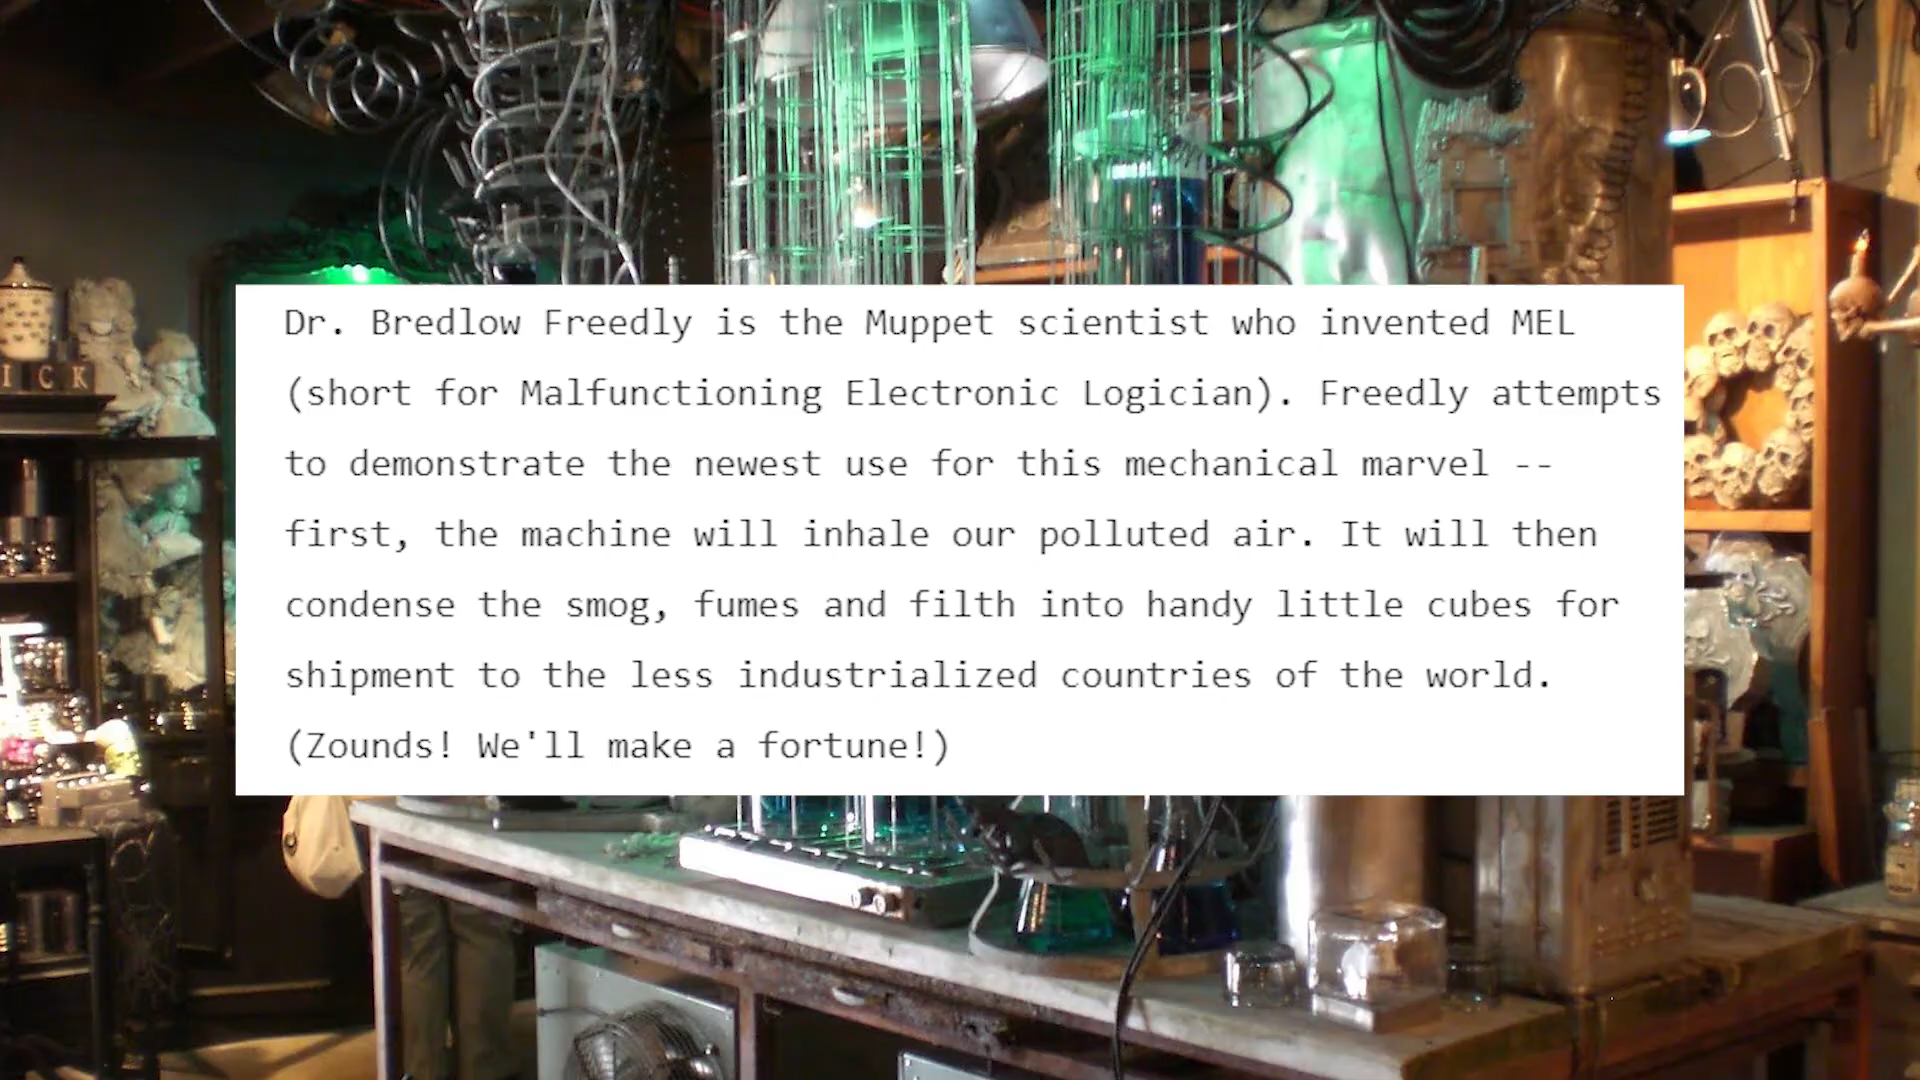 I C K
Dr. Bredlow Freedly is the Muppet scientist who invented MEL
(short for Malfunctioning Electronic Logician). Freedly attempts
to demonstrate the newest use for this mechanical marvel --
first, the machine will inhale our polluted air. It will then
condense the smog, fumes and filth into handy little cubes for
shipment to the less industrialized countries of the world.
(Zounds! We'll make a fortune!)